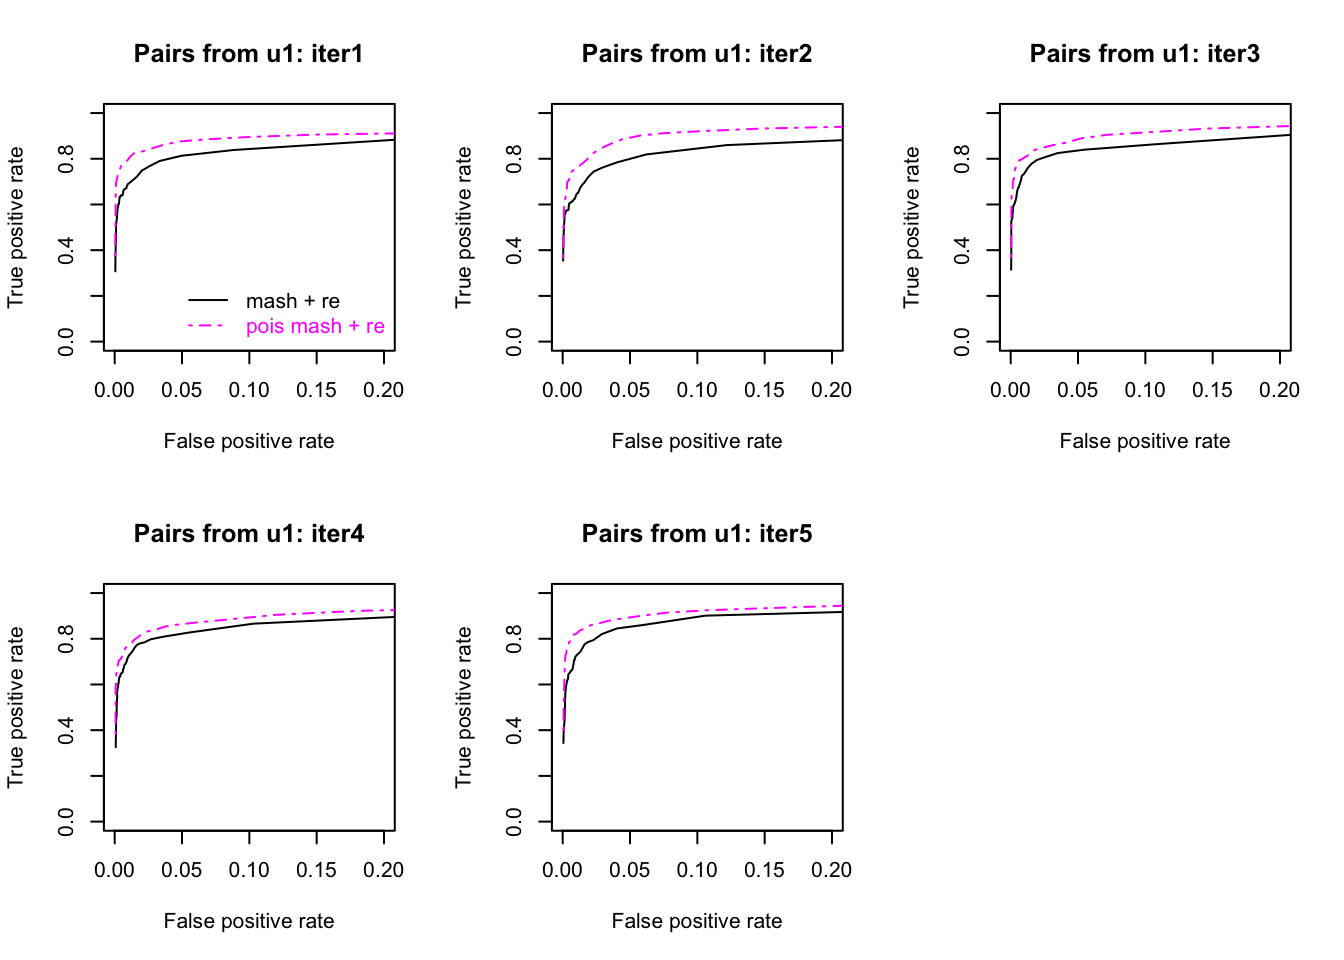 Pairs from u1: iter1
True positive rate
0.8
0.4
0.0
mash + re
pois mash + re
0.00 0.05 0.10 0.15 0.20
False positive rate
Pairs from u1: iter2
True positive rate
0.8
0.4
0.0
0.00 0.05 0.10 0.15 0.20
False positive rate
Pairs from u1: iter3
True positive rate
0.8
0.4
0.0
0.00 0.05 0.10 0.15 0.20
False positive rate
Pairs from u1: iter4
True positive rate
0.8
0.4
0.0
0.00 0.05 0.10 0.15 0.20
False positive rate
Pairs from u1: iter5
True positive rate
0.8
0.4
0.0
0.00 0.05 0.10 0.15 0.20
False positive rate